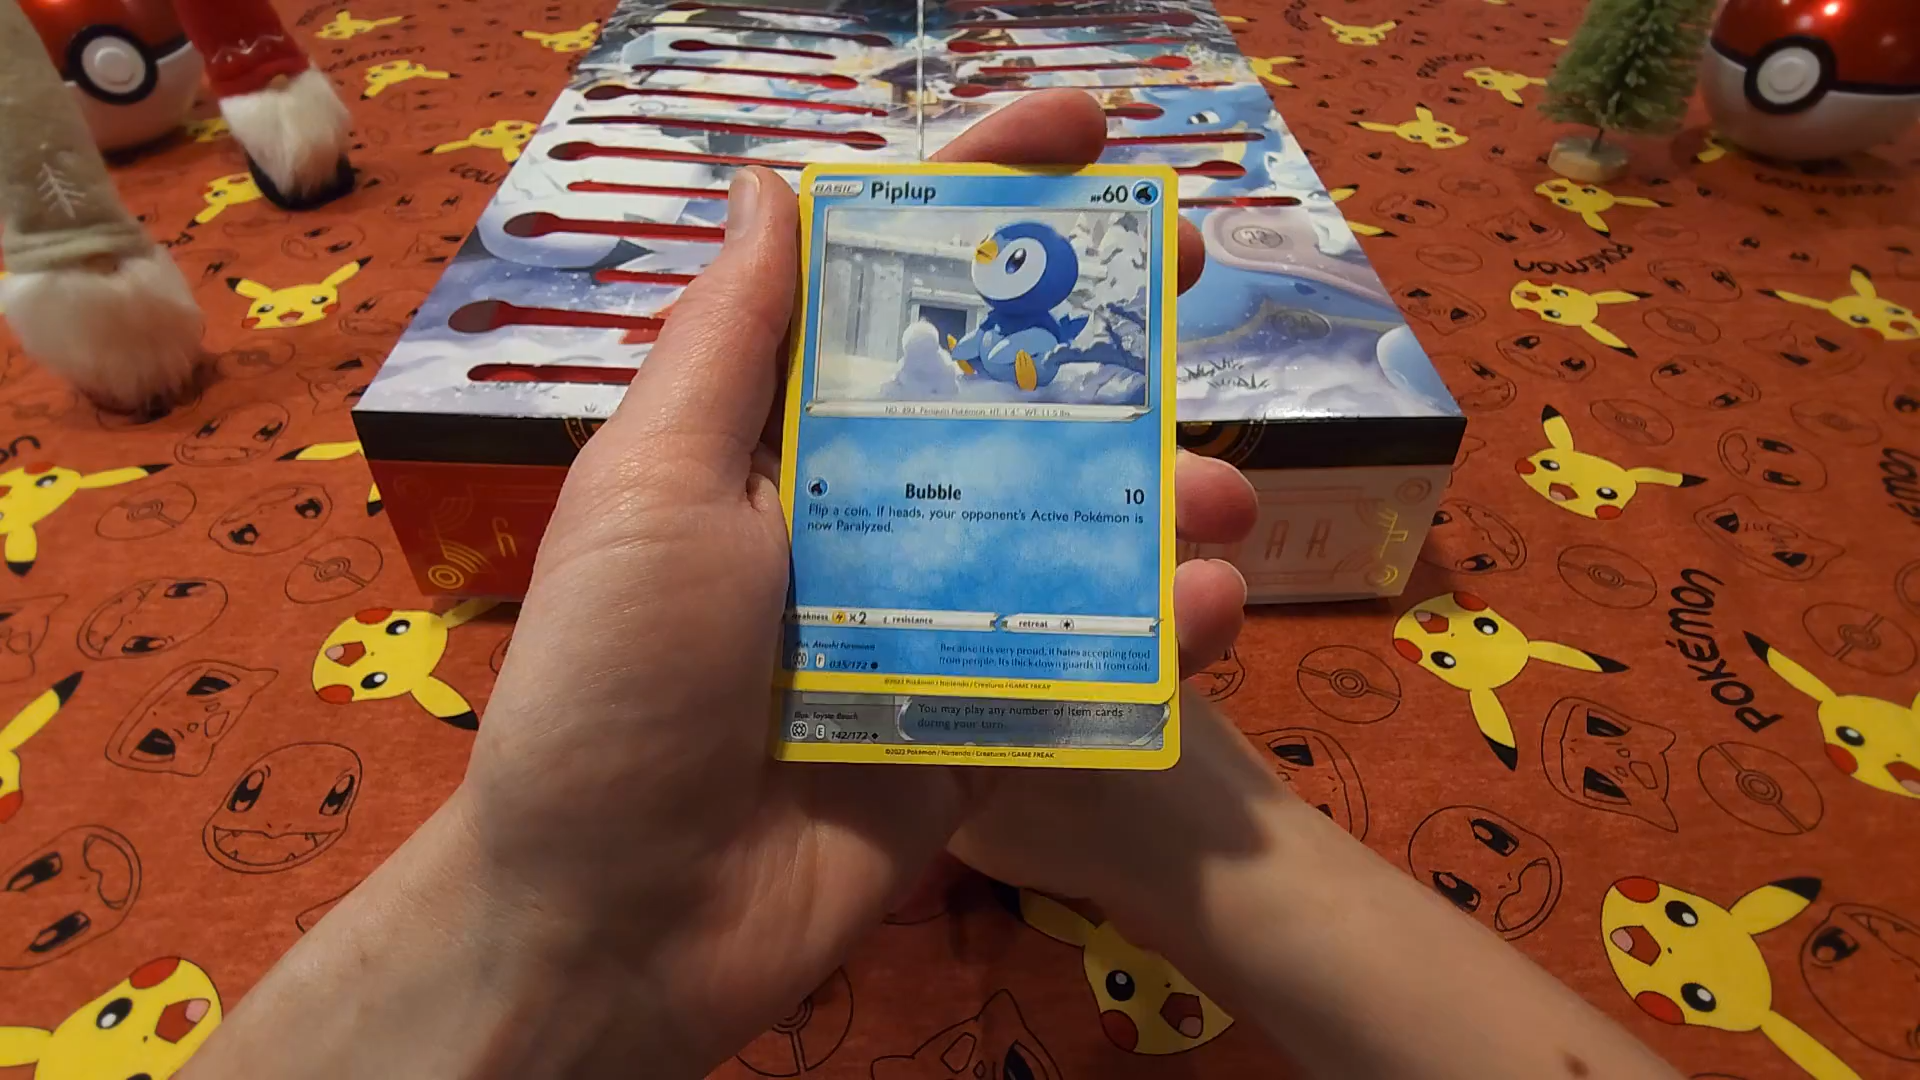 BASIC Piplup HP60
NO. 393 Penguin Pokémon HT: 1'4" WT: 11.5 lbs.
Bubble 10
Flip a coin. If heads, your opponent's Active Pokémon is
now Paralyzed.
weakness ×2 resistance retreat
Because it is very proud, it hates accepting food
from people. Its thick down guards it from cold.
F 035/172
©2022 Pokémon / Nintendo / Creatures / GAME FREAK
You may play any number of Item cards
during your turn.
E 142/172
©2022 Pokémon / Nintendo / Creatures / GAME FREAK
POKÉMON
POKÉMON